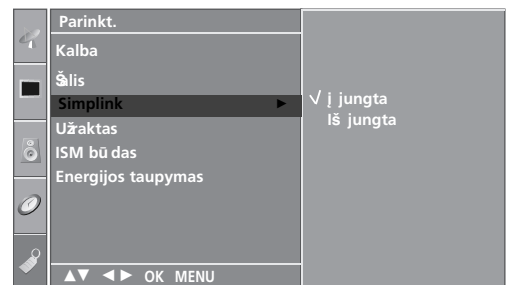 Parinkt.
Kalba
Šalis
Simplink ►
Užraktas
ISM būdas
Energijos taupymas
√ įjungta
Išjungta
▲▼ ◄► OK MENU